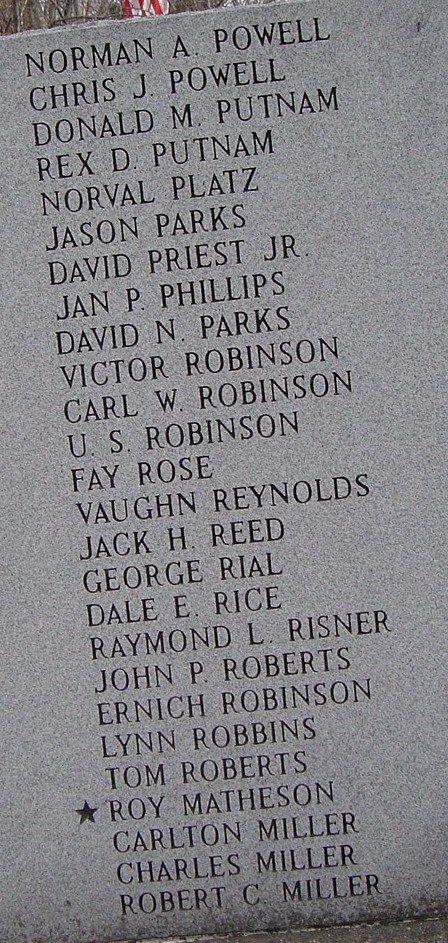 NORMAN A. POWELL
CHRIS J. POWELL
DONALD M. PUTNAM
REX D. PUTNAM
NORVAL PLATZ
JASON PARKS
DAVID PRIEST JR.
JAN P. PHILLIPS
DAVID N. PARKS
VICTOR ROBINSON
CARL W. ROBINSON
U. S. ROBINSON
FAY ROSE
VAUGHN REYNOLDS
JACK H. REED
GEORGE RIAL
DALE E. RICE
RAYMOND L. RISNER
JOHN P. ROBERTS
ERNICH ROBINSON
LYNN ROBBINS
TOM ROBERTS
★ ROY MATHESON
CARLTON MILLER
CHARLES MILLER
ROBERT C. MILLER